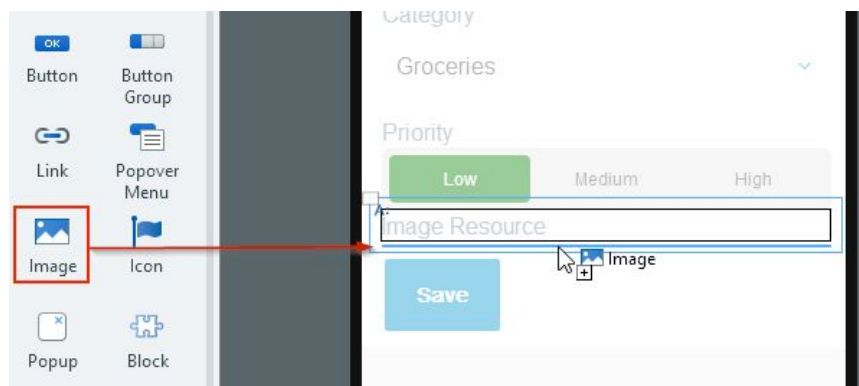 OK
Button
Button
Group
Link
Popover
Menu
Image
Icon
Popup
Block
Category
Groceries
Priority
Low Medium High
A:
Image Resource
Image
Save